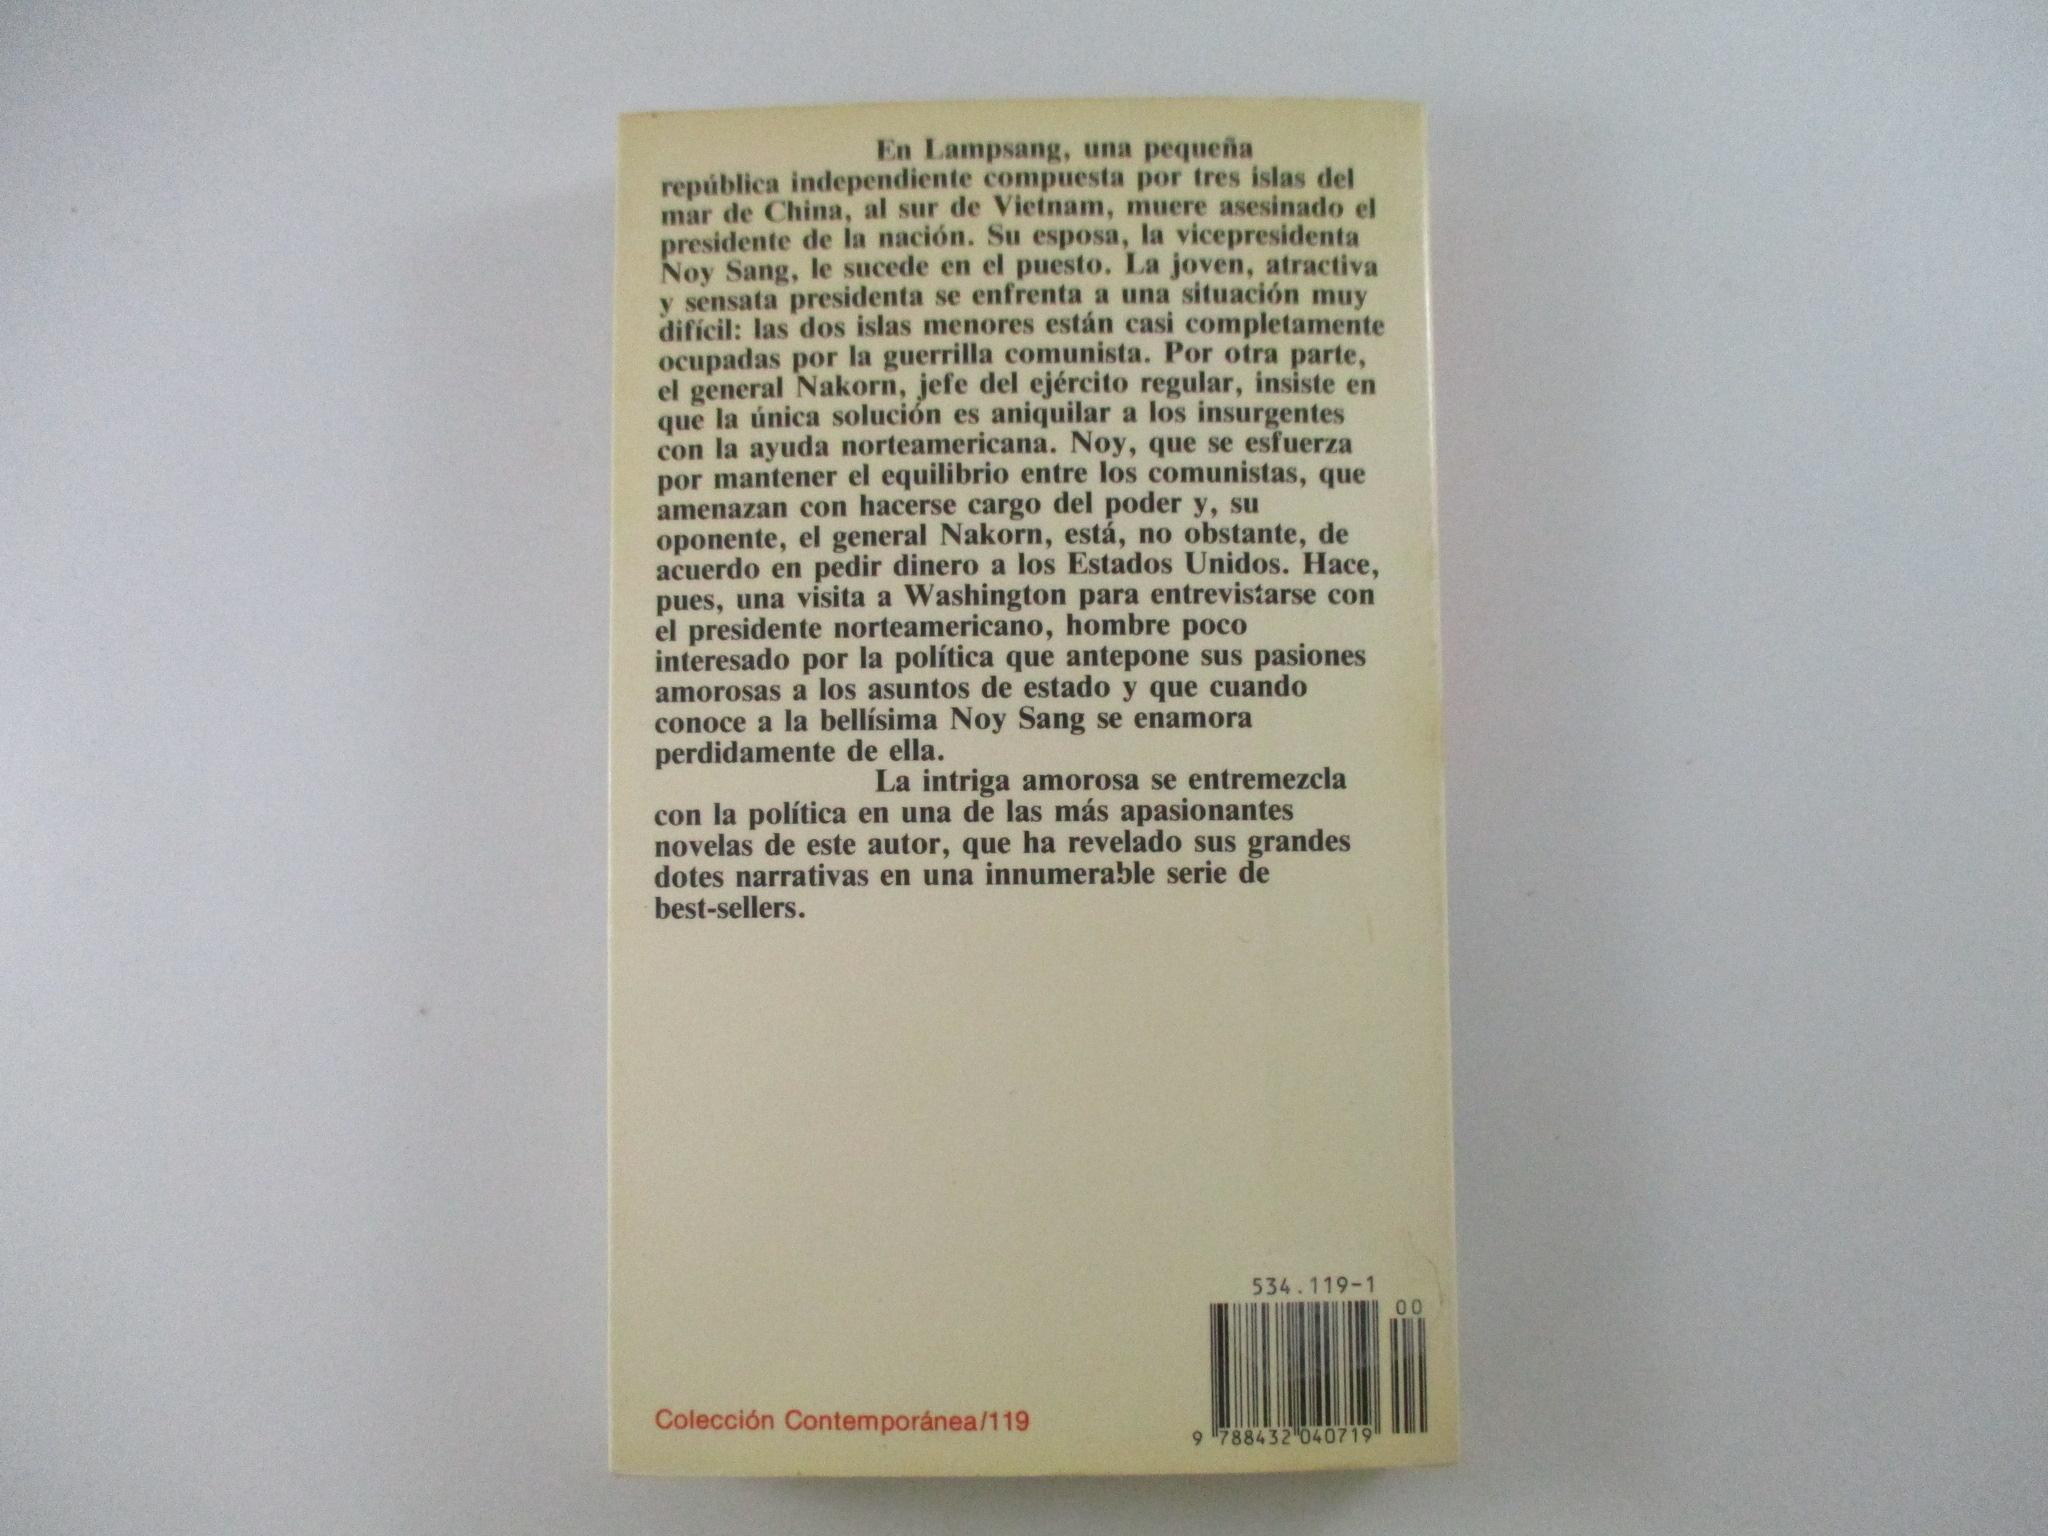 En Lampsang, una pequeña
república independiente compuesta por tres islas del
mar de China, al sur de Vietnam, muere asesinado el
presidente de la nación. Su esposa, la vicepresidenta
Noy Sang, le sucede en el puesto. La joven, atractiva
y sensata presidenta se enfrenta a una situación muy
difícil: las dos islas menores están casi completamente
ocupadas por la guerrilla comunista. Por otra parte,
el general Nakorn, jefe del ejército regular, insiste en
que la única solución es aniquilar a los insurgentes
con la ayuda norteamericana. Noy, que se esfuerza
por mantener el equilibrio entre los comunistas, que
amenazan con hacerse cargo del poder y, su
oponente, el general Nakorn, está, no obstante, de
acuerdo en pedir dinero a los Estados Unidos. Hace,
pues, una visita a Washington para entrevistarse con
el presidente norteamericano, hombre poco
interesado por la política que antepone sus pasiones
amorosas a los asuntos de estado y que cuando
conoce a la bellísima Noy Sang se enamora
perdidamente de ella.
La intriga amorosa se entremezcla
con la política en una de las más apasionantes
novelas de este autor, que ha revelado sus grandes
dotes narrativas en una innumerable serie de
best-sellers.
534.119-1
00
9 788432 040719
Colección Contemporánea/119